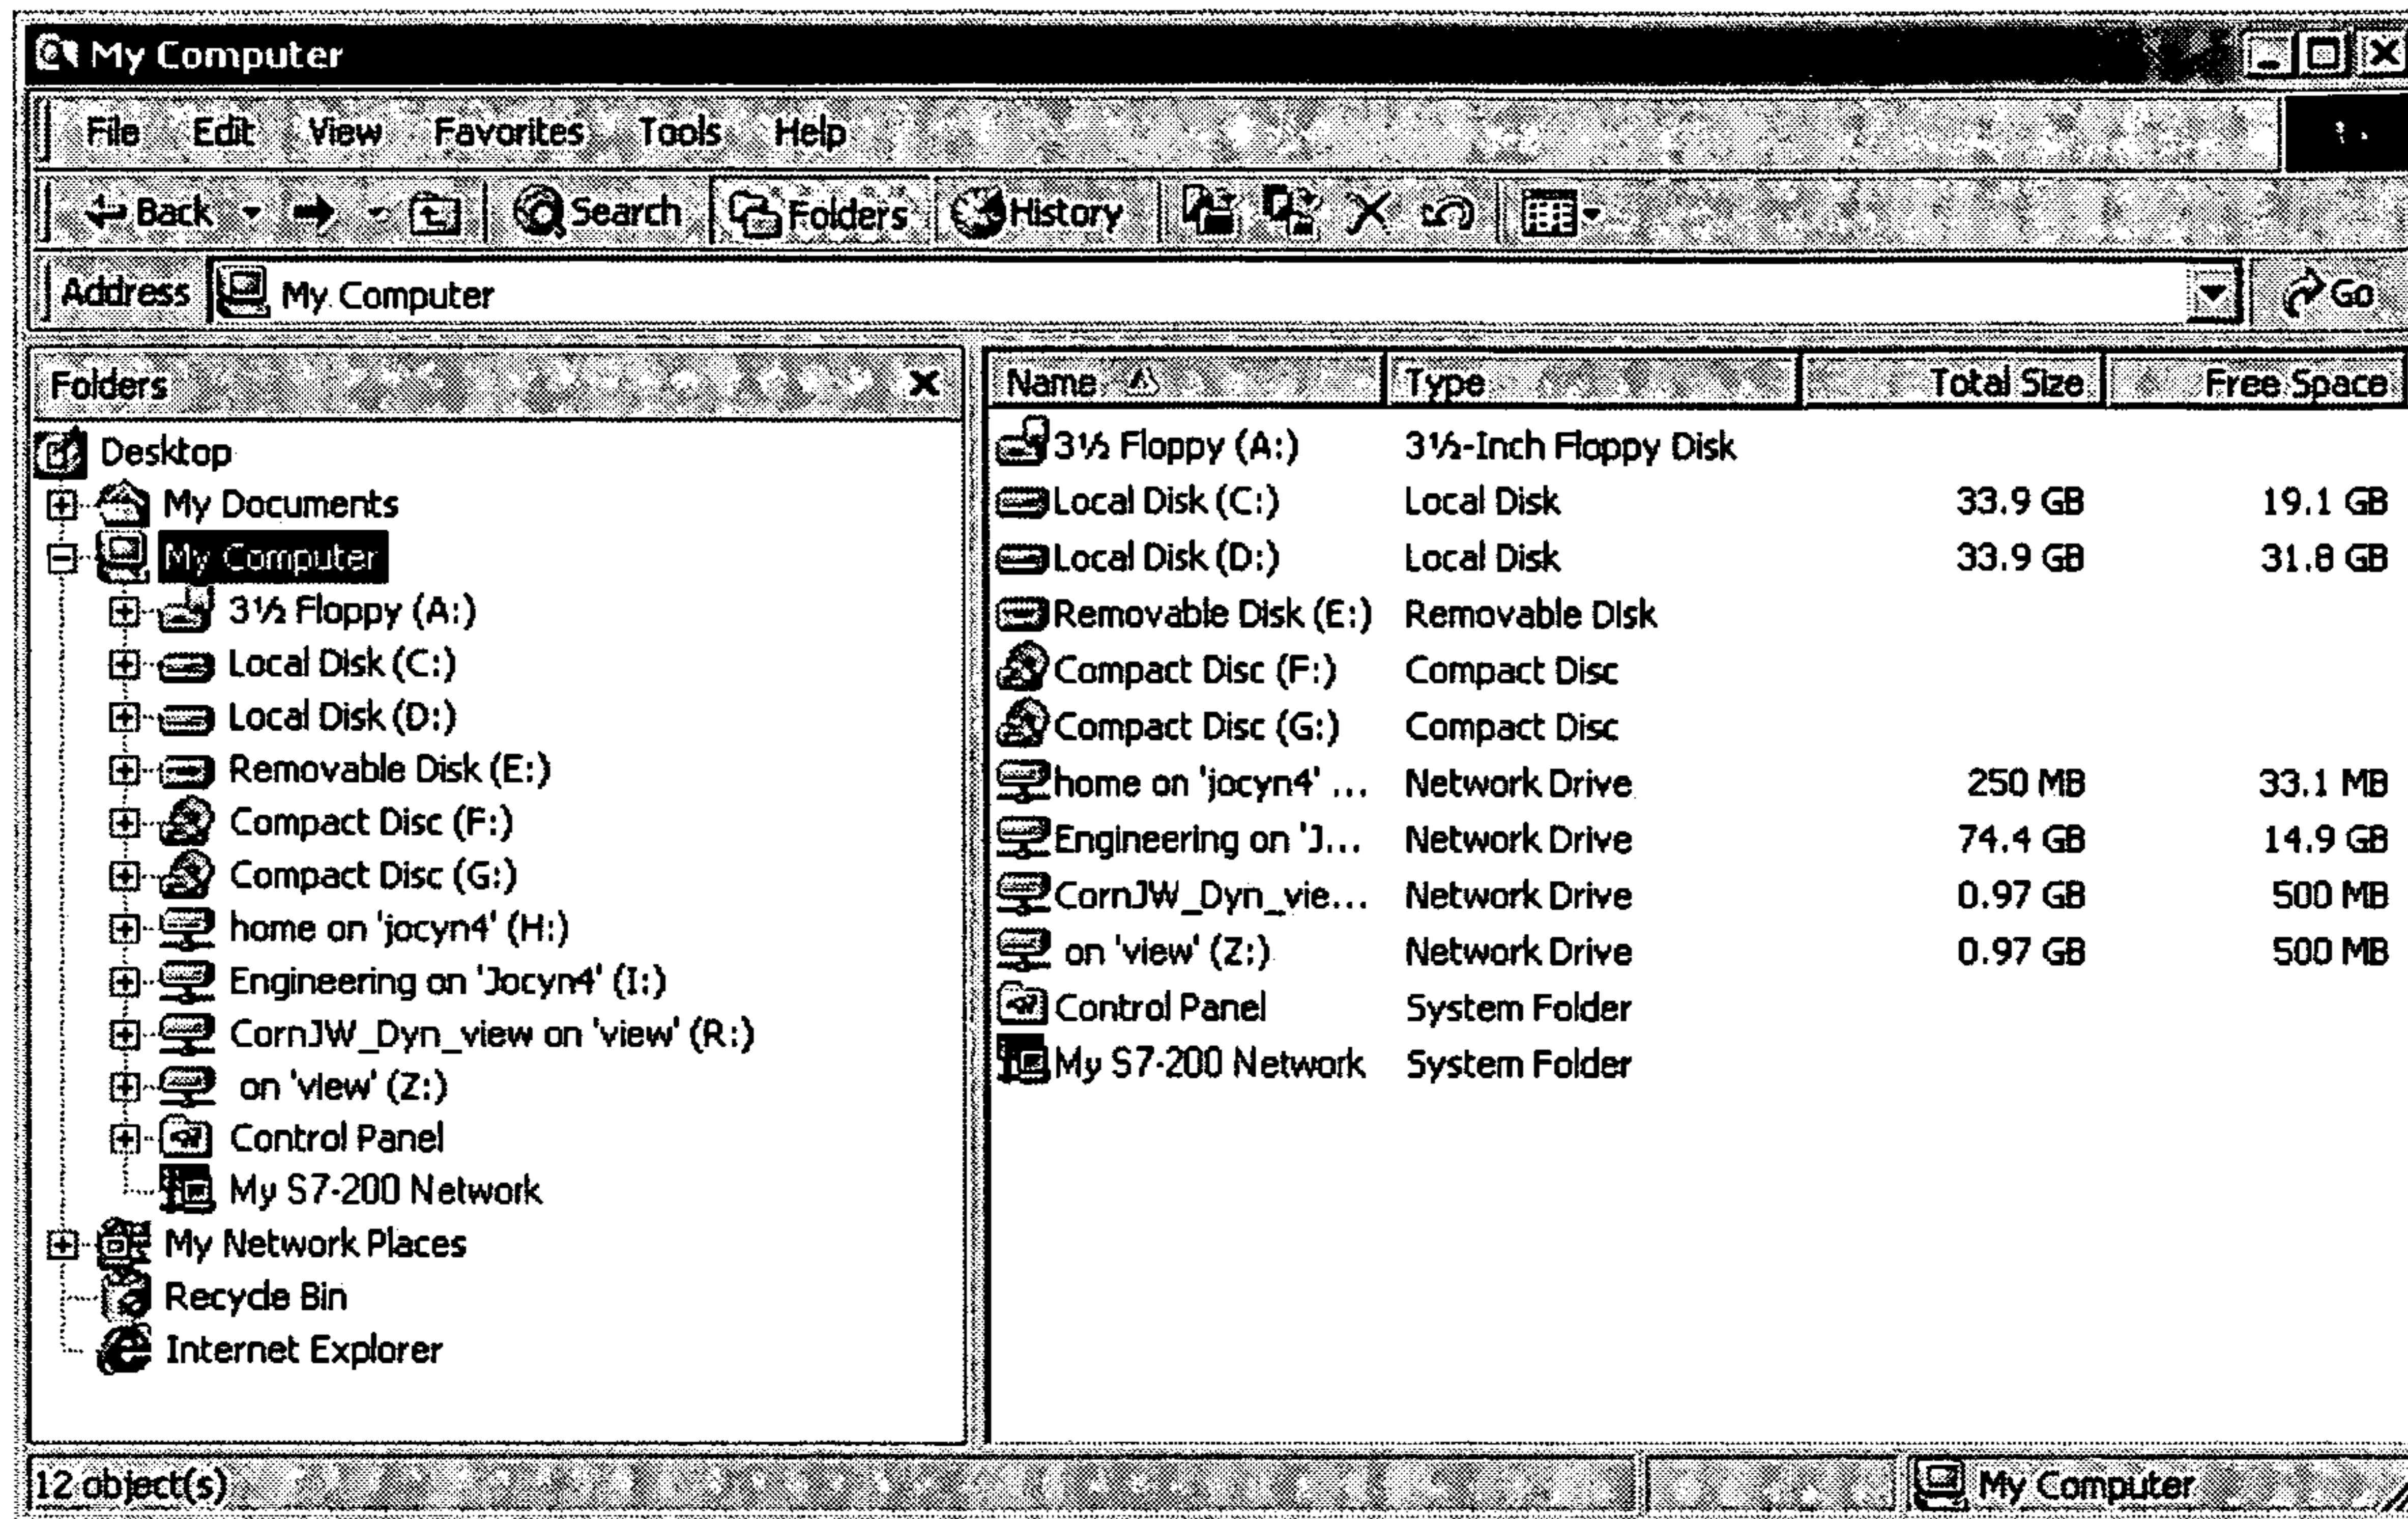 My Computer
File Edit View Favorites Tools Help
Back Search Folders History
Address My Computer Go
Folders
Desktop
My Documents
My Computer
3½ Floppy (A:)
Local Disk (C:)
Local Disk (D:)
Removable Disk (E:)
Compact Disc (F:)
Compact Disc (G:)
home on 'jocyn4' (H:)
Engineering on 'Jocyn4' (I:)
CornJW_Dyn_view on 'view' (R:)
on 'view' (Z:)
Control Panel
My S7-200 Network
My Network Places
Recycle Bin
Internet Explorer
Name Type Total Size Free Space
3½ Floppy (A:) 3½-Inch Floppy Disk
Local Disk (C:) Local Disk 33.9 GB 19.1 GB
Local Disk (D:) Local Disk 33.9 GB 31.8 GB
Removable Disk (E:) Removable Disk
Compact Disc (F:) Compact Disc
Compact Disc (G:) Compact Disc
home on 'jocyn4' ... Network Drive 250 MB 33.1 MB
Engineering on 'J... Network Drive 74.4 GB 14.9 GB
CornJW_Dyn_vie... Network Drive 0.97 GB 500 MB
on 'view' (Z:) Network Drive 0.97 GB 500 MB
Control Panel System Folder
My S7-200 Network System Folder
12 object(s) My Computer